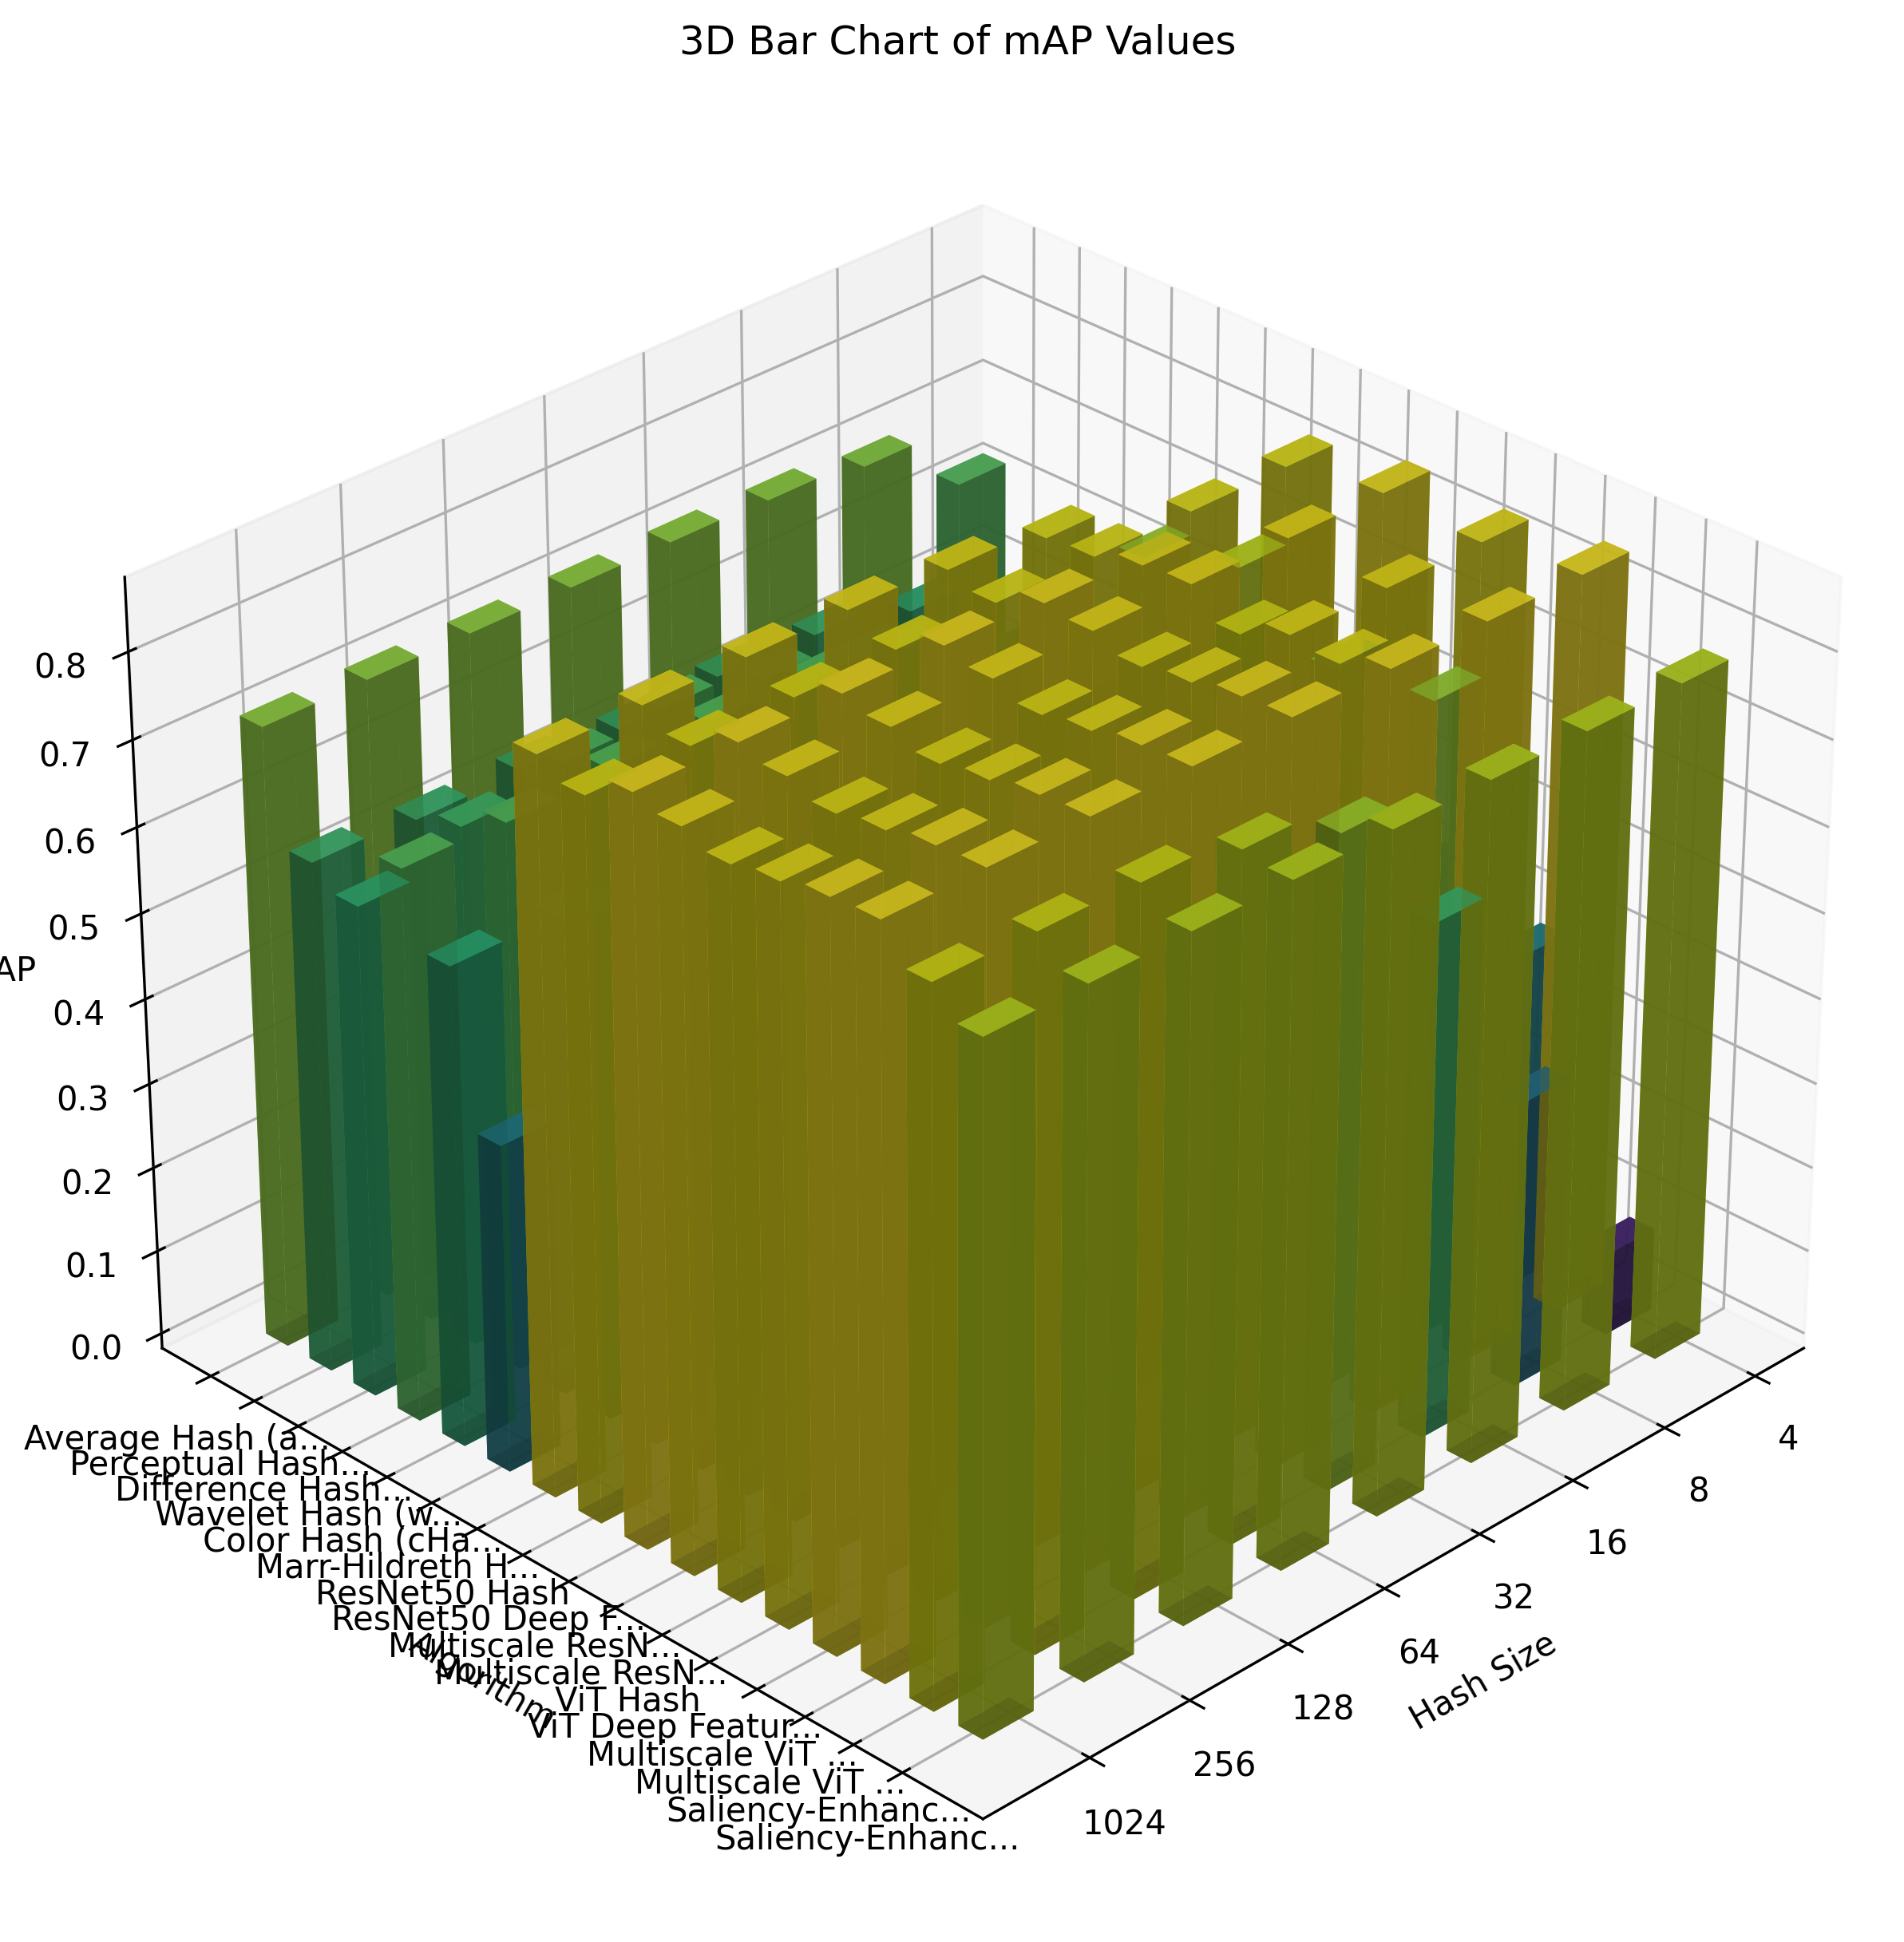 3D Bar Chart of mAP Values
0.8
0.7
0.6
0.5
AP
0.4
0.3
0.2
0.1
0.0
Average Hash (a...
Perceptual Hash...
Difference Hash...
Wavelet Hash (w...
Color Hash (cHa...
Marr-Hildreth H...
ResNet50 Hash
ResNet50 Deep F...
Multiscale ResN...
Multiscale ResN...
ViT Hash
ViT Deep Featur...
Multiscale ViT ...
Multiscale ViT ...
Saliency-Enhanc...
Saliency-Enhanc...
Algorithm
4
8
16
32
64
128
256
1024
Hash Size